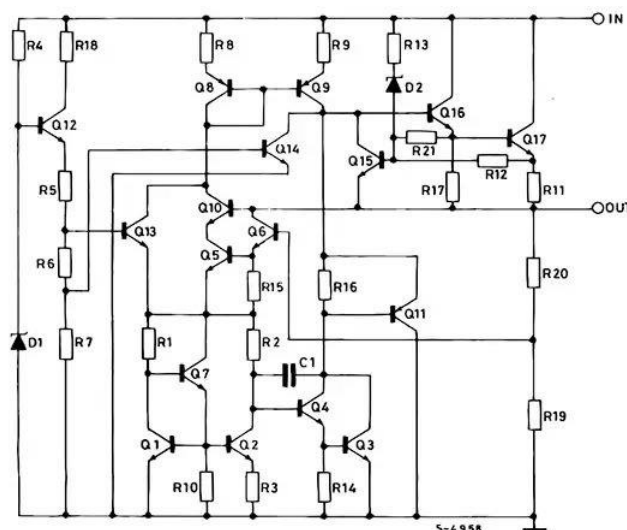 IN
R4 R18 R8 R9 R13
Q8 Q9 D2
Q12 Q16
Q14 Q17
Q15 R21
R12
R5 R17 R11
Q10 OUT
Q13 Q6
R6 Q5
R15 R16 R20
Q11
D1 R7 R1 R2
C1
Q7
Q4 R19
Q1 Q2 Q3
R10 R3 R14
S-4958